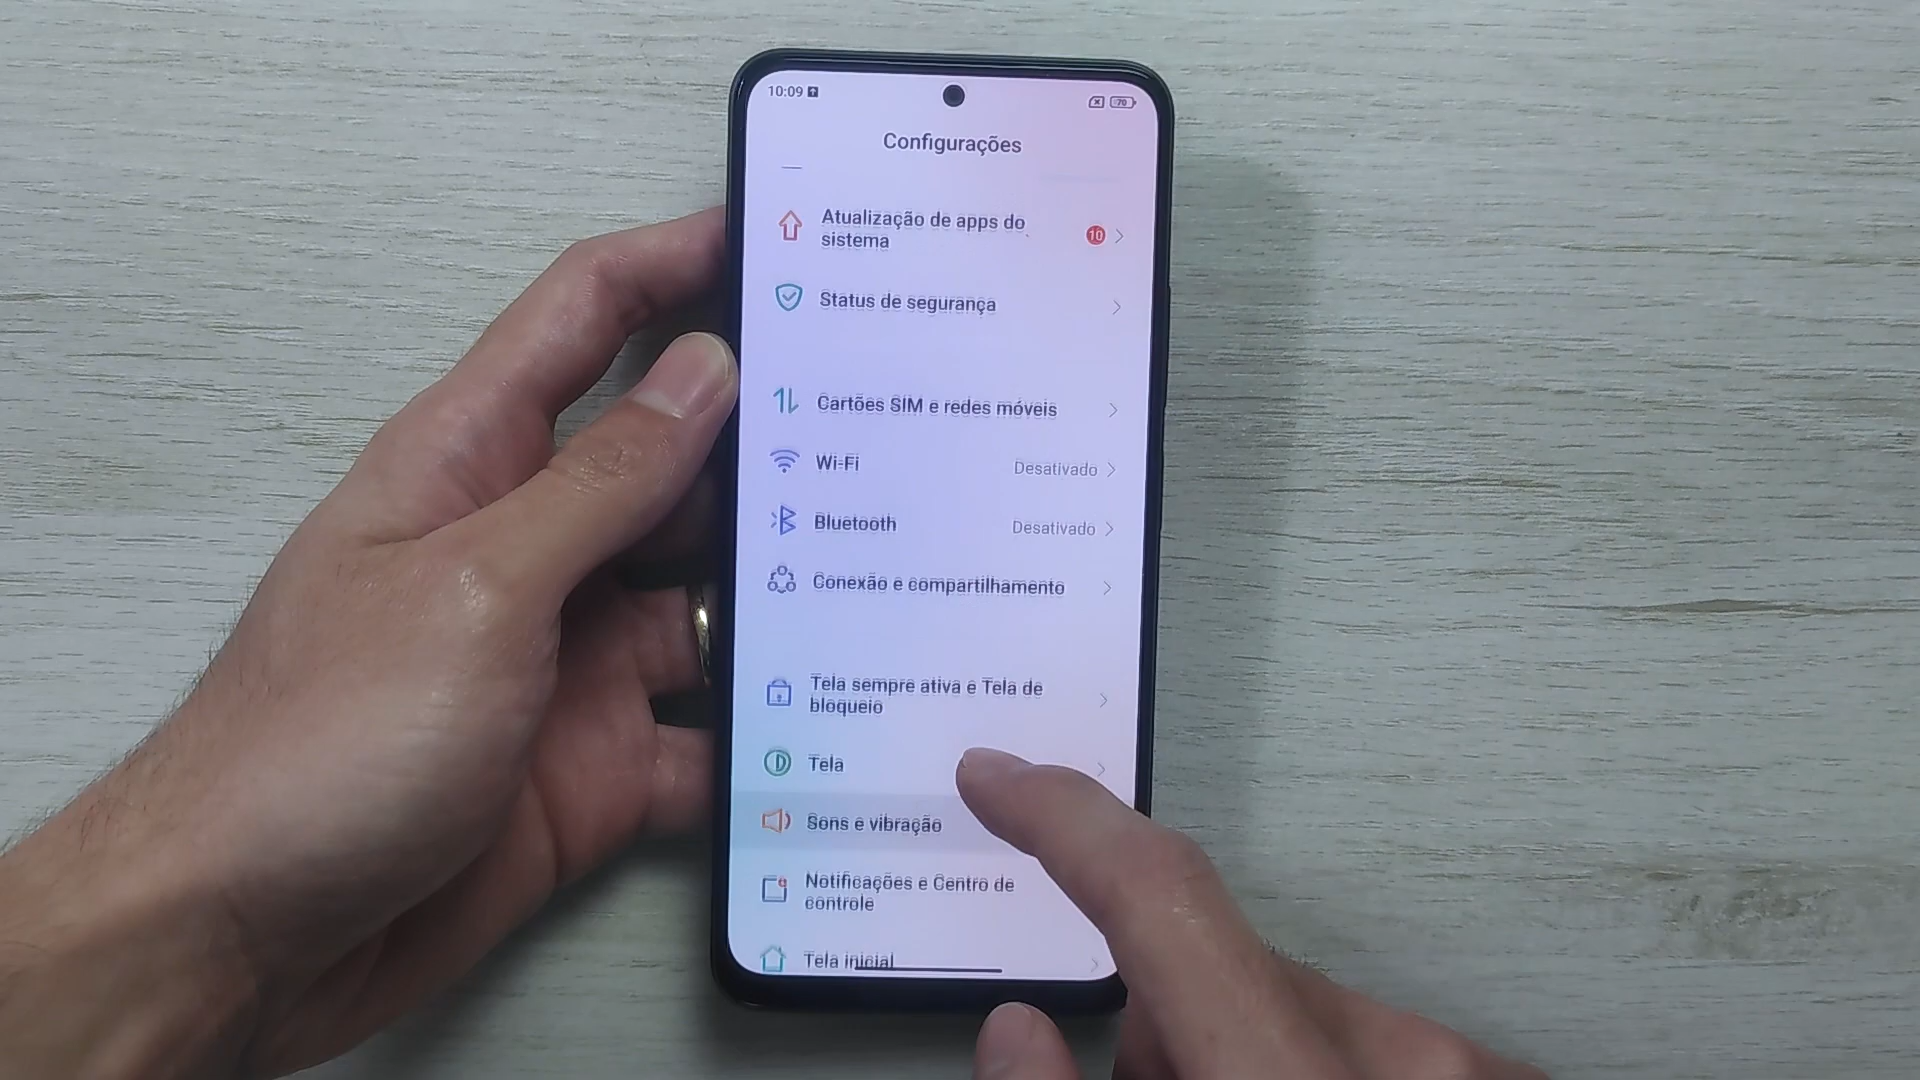 10:09
70
Configurações
Atualização de apps do
sistema
10
Status de segurança
Cartões SIM e redes móveis
Wi-Fi
Desativado
Bluetooth
Desativado
Conexão e compartilhamento
Tela sempre ativa e Tela de
bloqueio
Tela
Sons e vibração
Notificações e Centro de
controle
Tela inicial